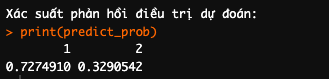 Xác suất phản hồi điều trị dự đoán:
> print(predict_prob)
1 2
0.7274910 0.3290542